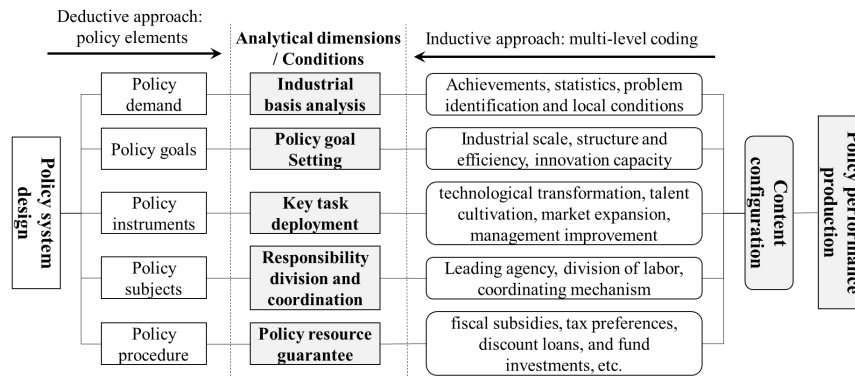 Deductive approach:
policy elements
Analytical dimensions
/ Conditions
Inductive approach: multi-level coding
Policy system
design
Policy
demand
Industrial
basis analysis
Achievements, statistics, problem
identification and local conditions
Policy goals
Policy goal
Setting
Industrial scale, structure and
efficiency, innovation capacity
Policy
instruments
Key task
deployment
technological transformation, talent
cultivation, market expansion,
management improvement
Policy
subjects
Responsibility
division and
coordination
Leading agency, division of labor,
coordinating mechanism
Policy
procedure
Policy resource
guarantee
fiscal subsidies, tax preferences,
discount loans, and fund
investments, etc.
Content
configuration
Policy performance
production